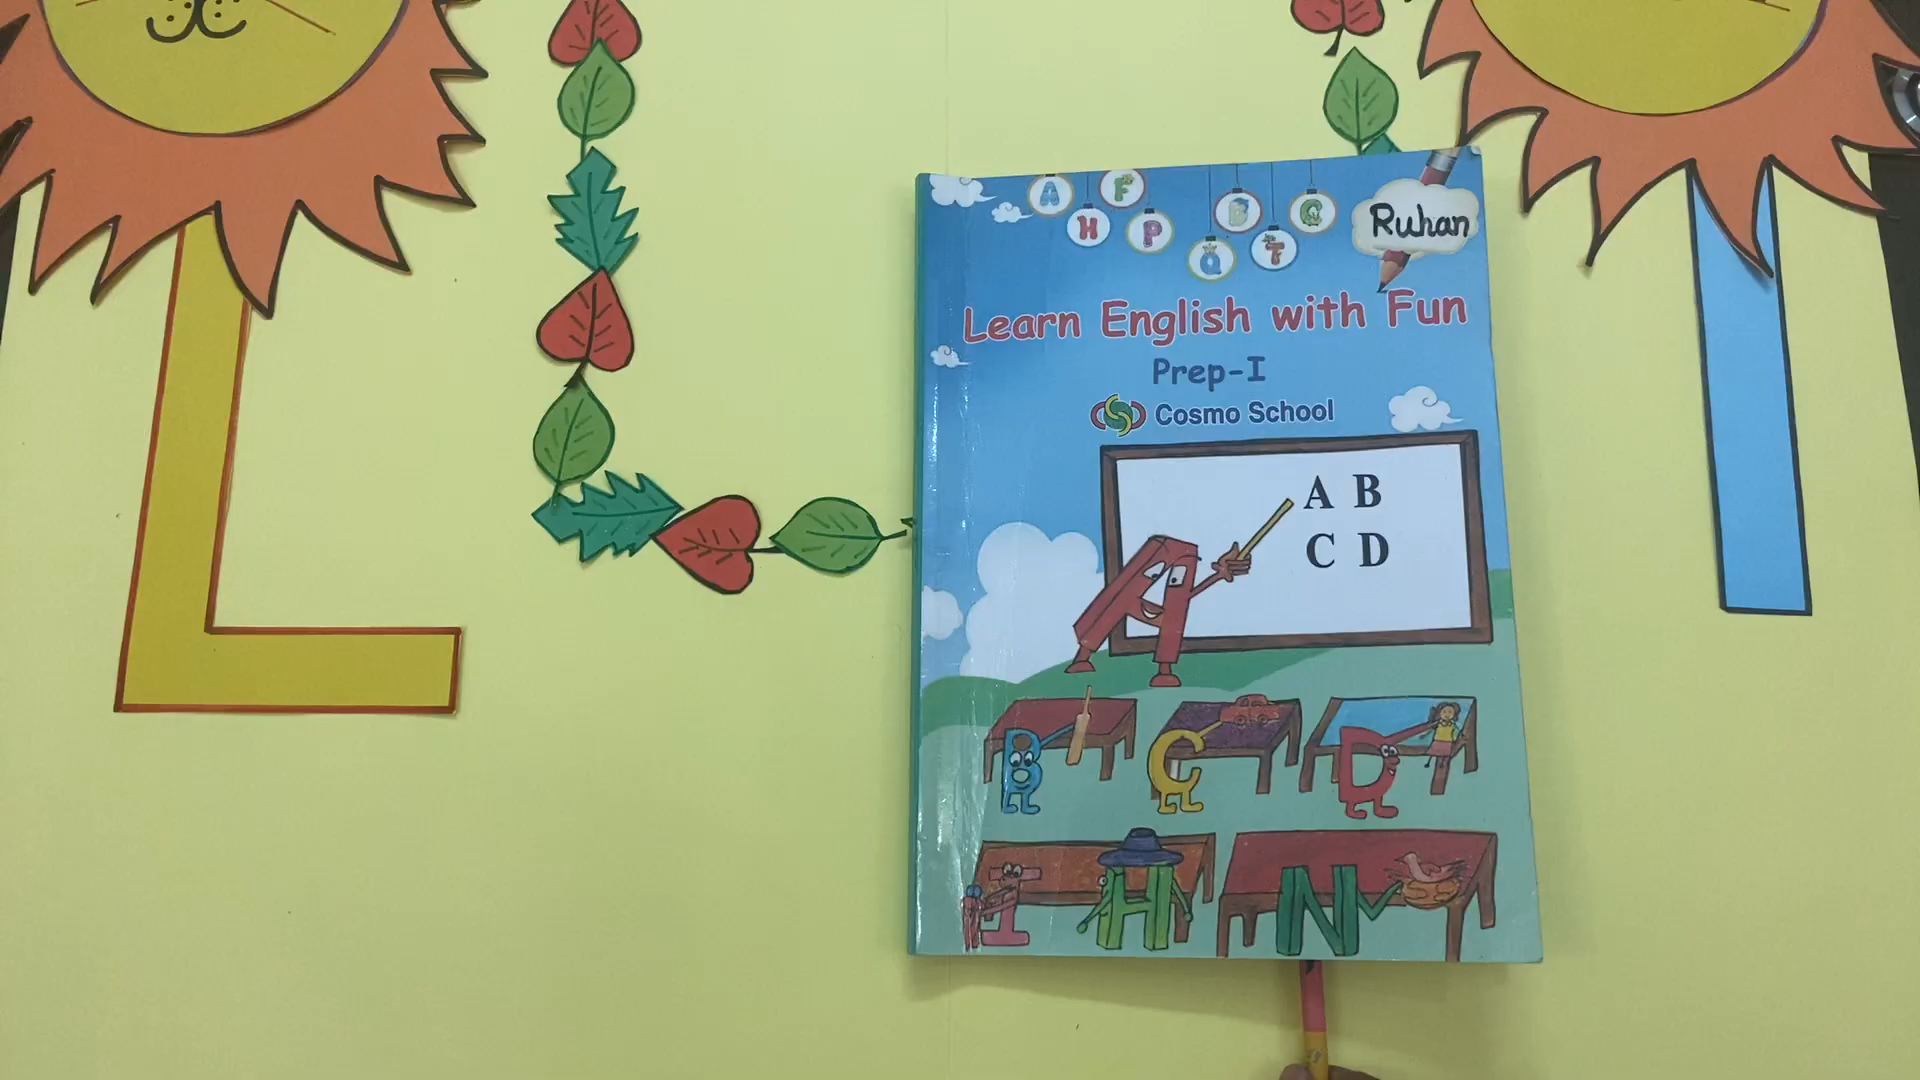 A F H P Q B T C
Ruhan
Learn English with Fun
Prep-I
Cosmo School
A B
C D
A
B C D
I H N
L I